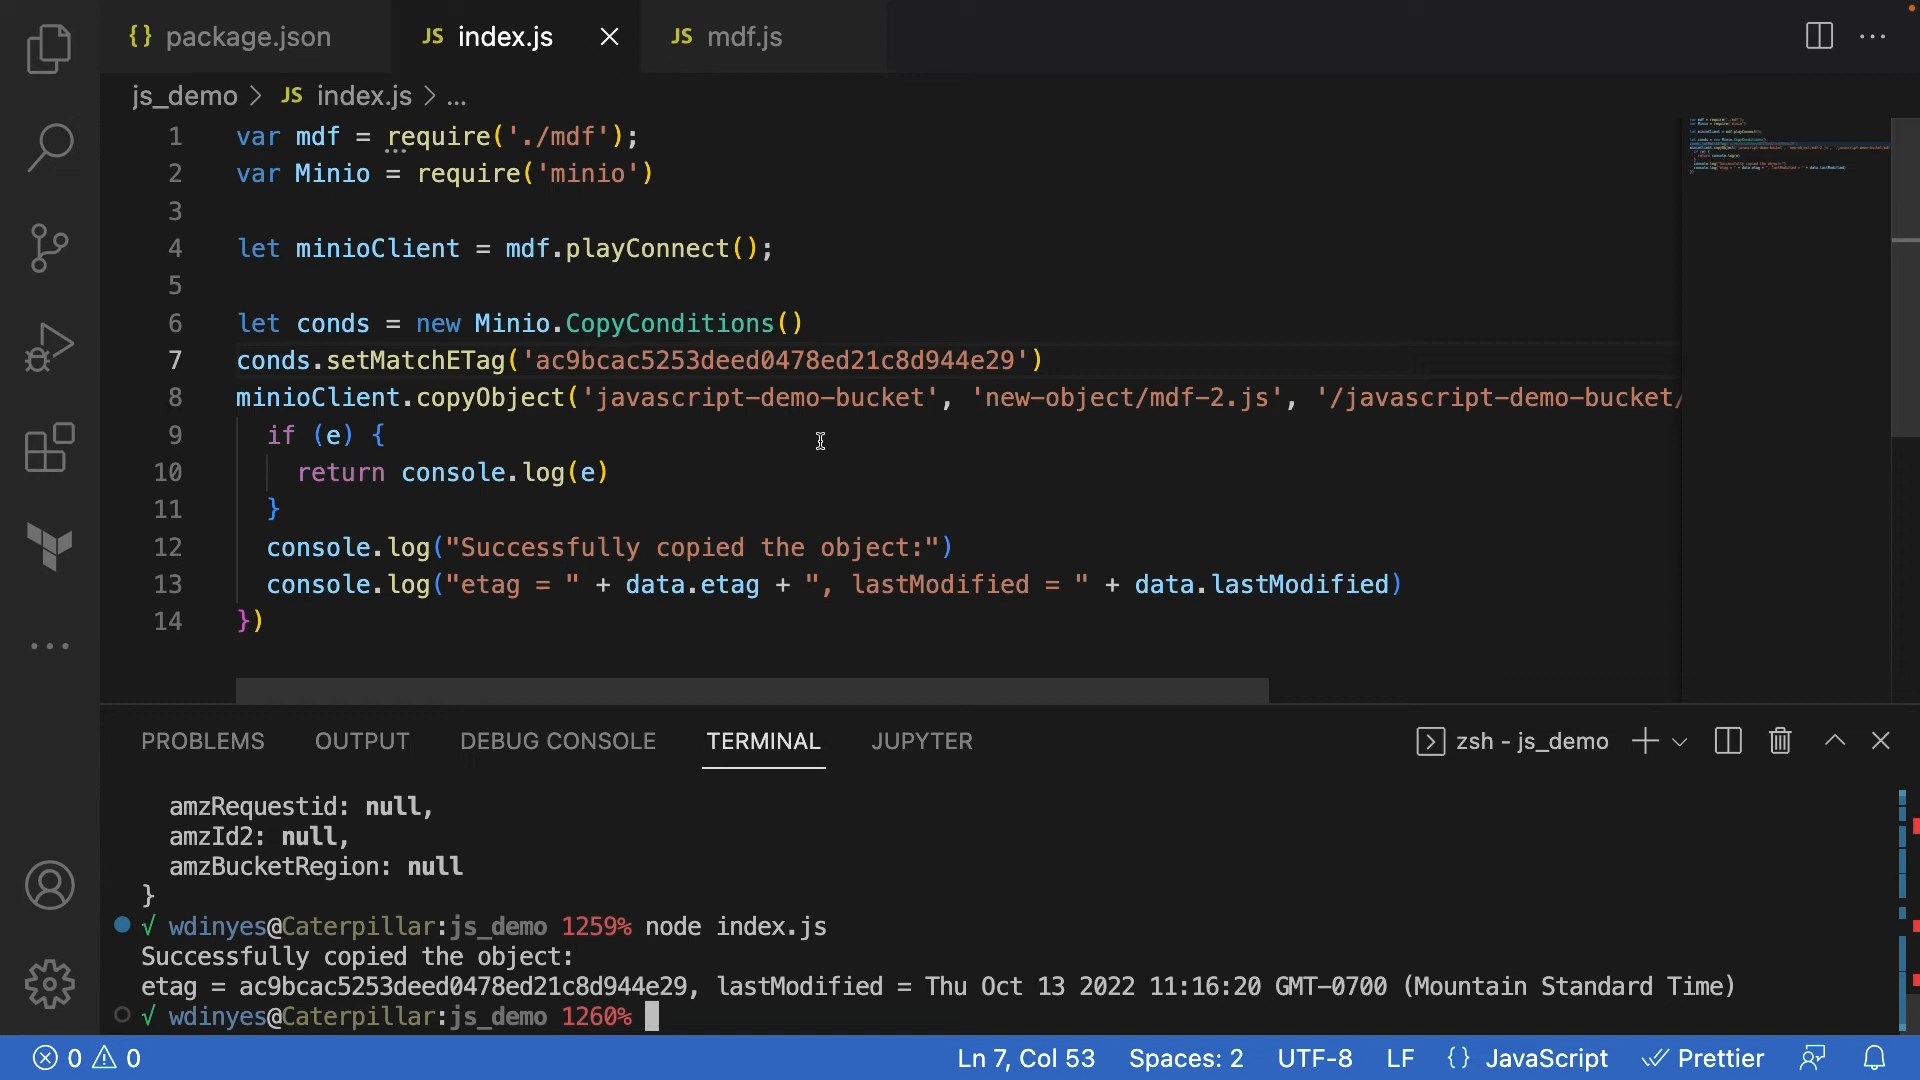 {} package.json JS index.js JS mdf.js
js_demo > JS index.js > ...
1 var mdf = require('./mdf');
2 var Minio = require('minio')
3
4 let minioClient = mdf.playConnect();
5
6 let conds = new Minio.CopyConditions()
7 conds.setMatchETag('ac9bcac5253deed0478ed21c8d944e29')
8 minioClient.copyObject('javascript-demo-bucket', 'new-object/mdf-2.js', '/javascript-demo-bucket/
9 if (e) {
10 return console.log(e)
11 }
12 console.log("Successfully copied the object:")
13 console.log("etag = " + data.etag + ", lastModified = " + data.lastModified)
14 })
PROBLEMS OUTPUT DEBUG CONSOLE TERMINAL JUPYTER zsh - js_demo
amzRequestid: null,
amzId2: null,
amzBucketRegion: null
}
√ wdinyes@Caterpillar:js_demo 1259% node index.js
Successfully copied the object:
etag = ac9bcac5253deed0478ed21c8d944e29, lastModified = Thu Oct 13 2022 11:16:20 GMT-0700 (Mountain Standard Time)
√ wdinyes@Caterpillar:js_demo 1260%
0 0 Ln 7, Col 53 Spaces: 2 UTF-8 LF {} JavaScript Prettier